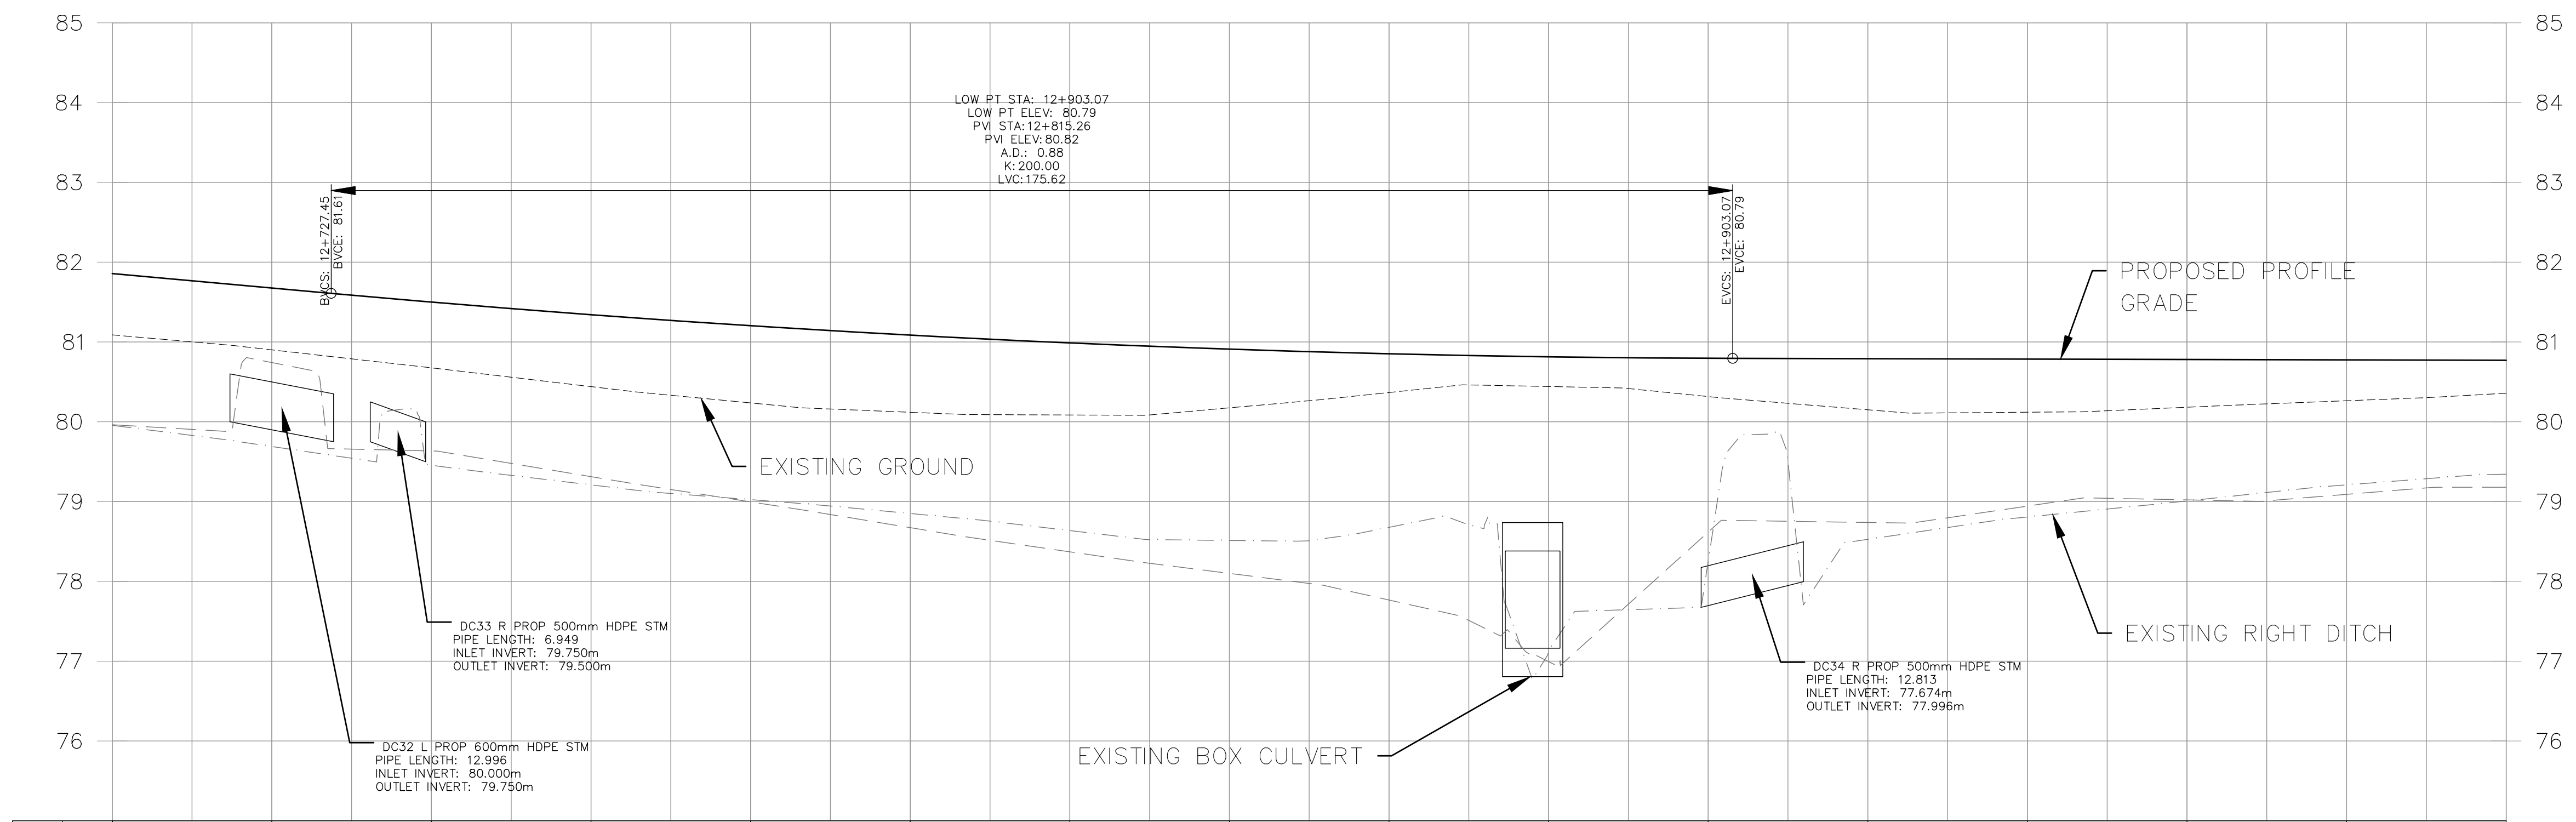 85
85
84
84
83
83
82
82
81
81
80
80
79
79
78
78
77
77
76
76
LOW PT STA: 12+903.07
LOW PT ELEV: 80.79
PVI STA:12+815.26
PVI ELEV:80.82
A.D.: 0.88
K:200.00
LVC:175.62
BVCS: 12+727.45
BVCE: 81.61
EVCS: 12+903.07
EVCE: 80.79
PROPOSED PROFILE
GRADE
EXISTING GROUND
DC33 R PROP 500mm HDPE STM
PIPE LENGTH: 6.949
INLET INVERT: 79.750m
OUTLET INVERT: 79.500m
EXISTING RIGHT DITCH
DC34 R PROP 500mm HDPE STM
PIPE LENGTH: 12.813
INLET INVERT: 77.674m
OUTLET INVERT: 77.996m
DC32 L PROP 600mm HDPE STM
PIPE LENGTH: 12.996
INLET INVERT: 80.000m
OUTLET INVERT: 79.750m
EXISTING BOX CULVERT